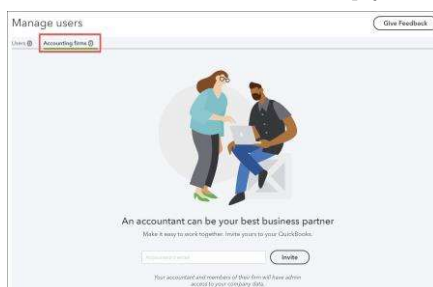 Manage users
Give Feedback
Users
Accounting firms
An accountant can be your best business partner
Make it easy to work together. Invite yours to your QuickBooks.
Accountant's email
Invite
Your accountant and members of their firm will have admin
access to your company data.